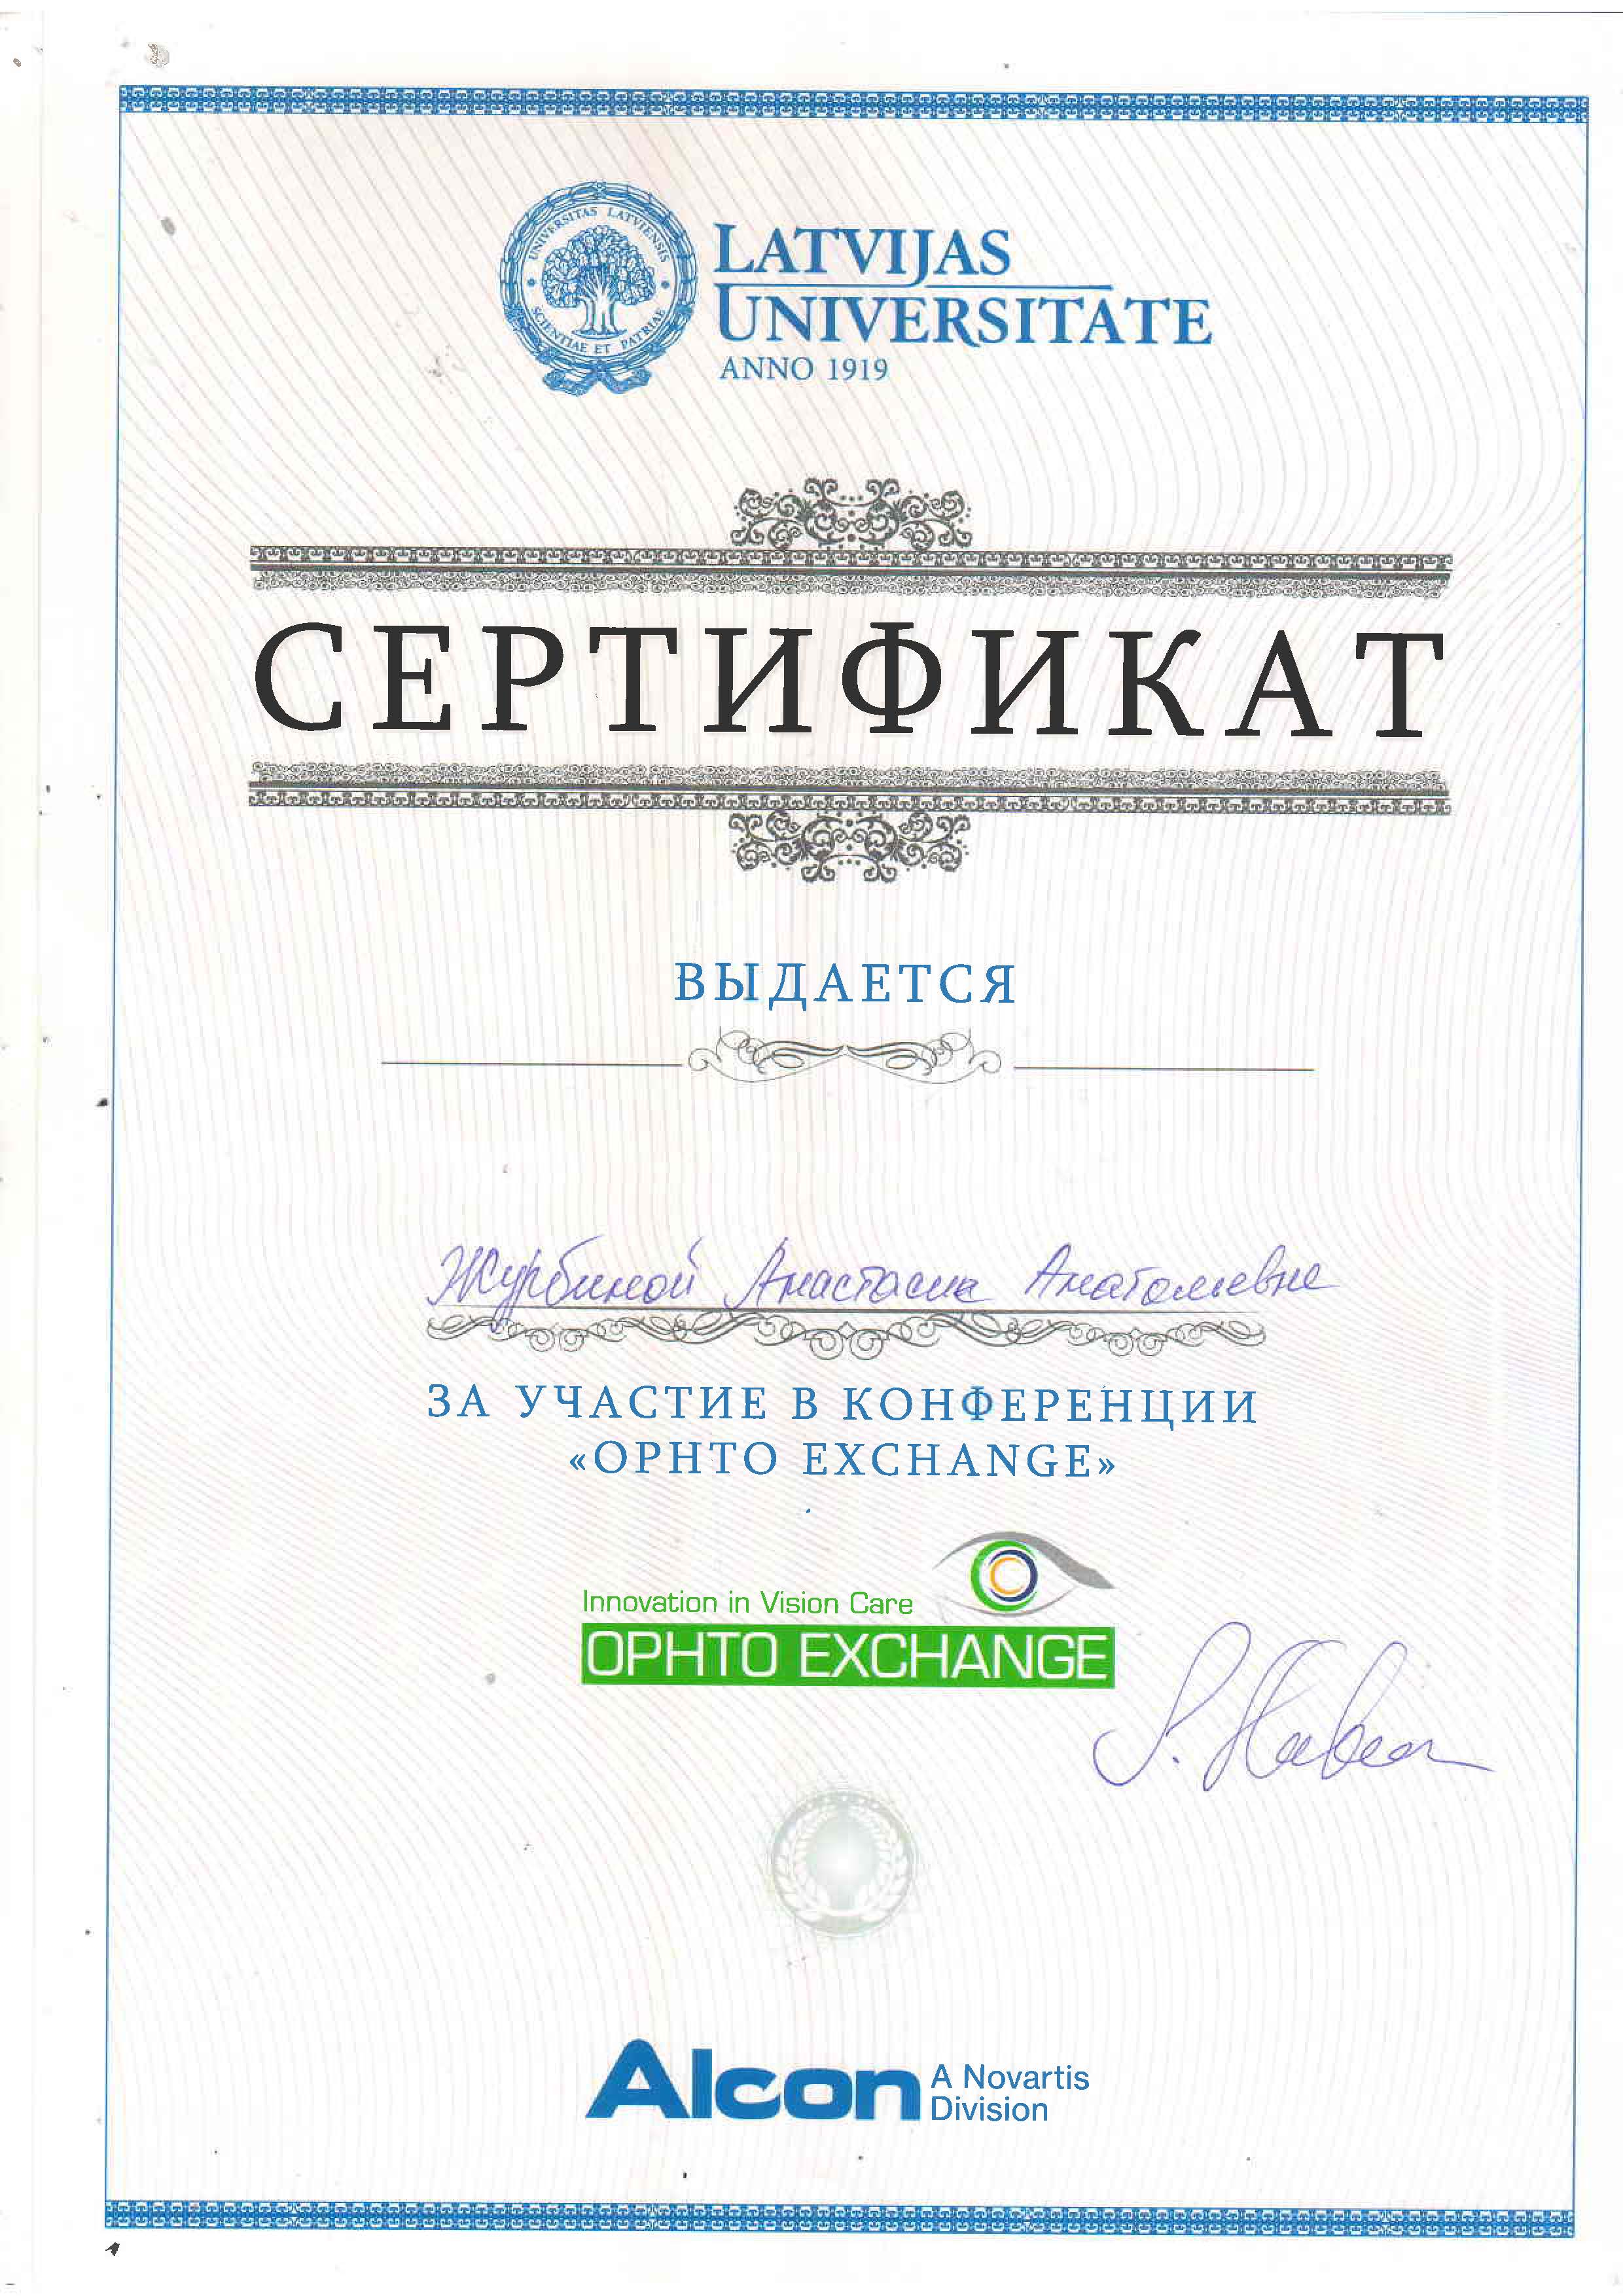 UNIVERSITAS LATVIENSIS
SCIENTIAE ET PATRIAE
LATVIJAS
UNIVERSITATE
ANNO 1919
СЕРТИФИКАТ
ВЫДАЕТСЯ
Журбиной Анастасии Анатольевне
ЗА УЧАСТИЕ В КОНФЕРЕНЦИИ
«OPHTO EXCHANGE»
Innovation in Vision Care
OPHTO EXCHANGE
Alcon A Novartis
Division